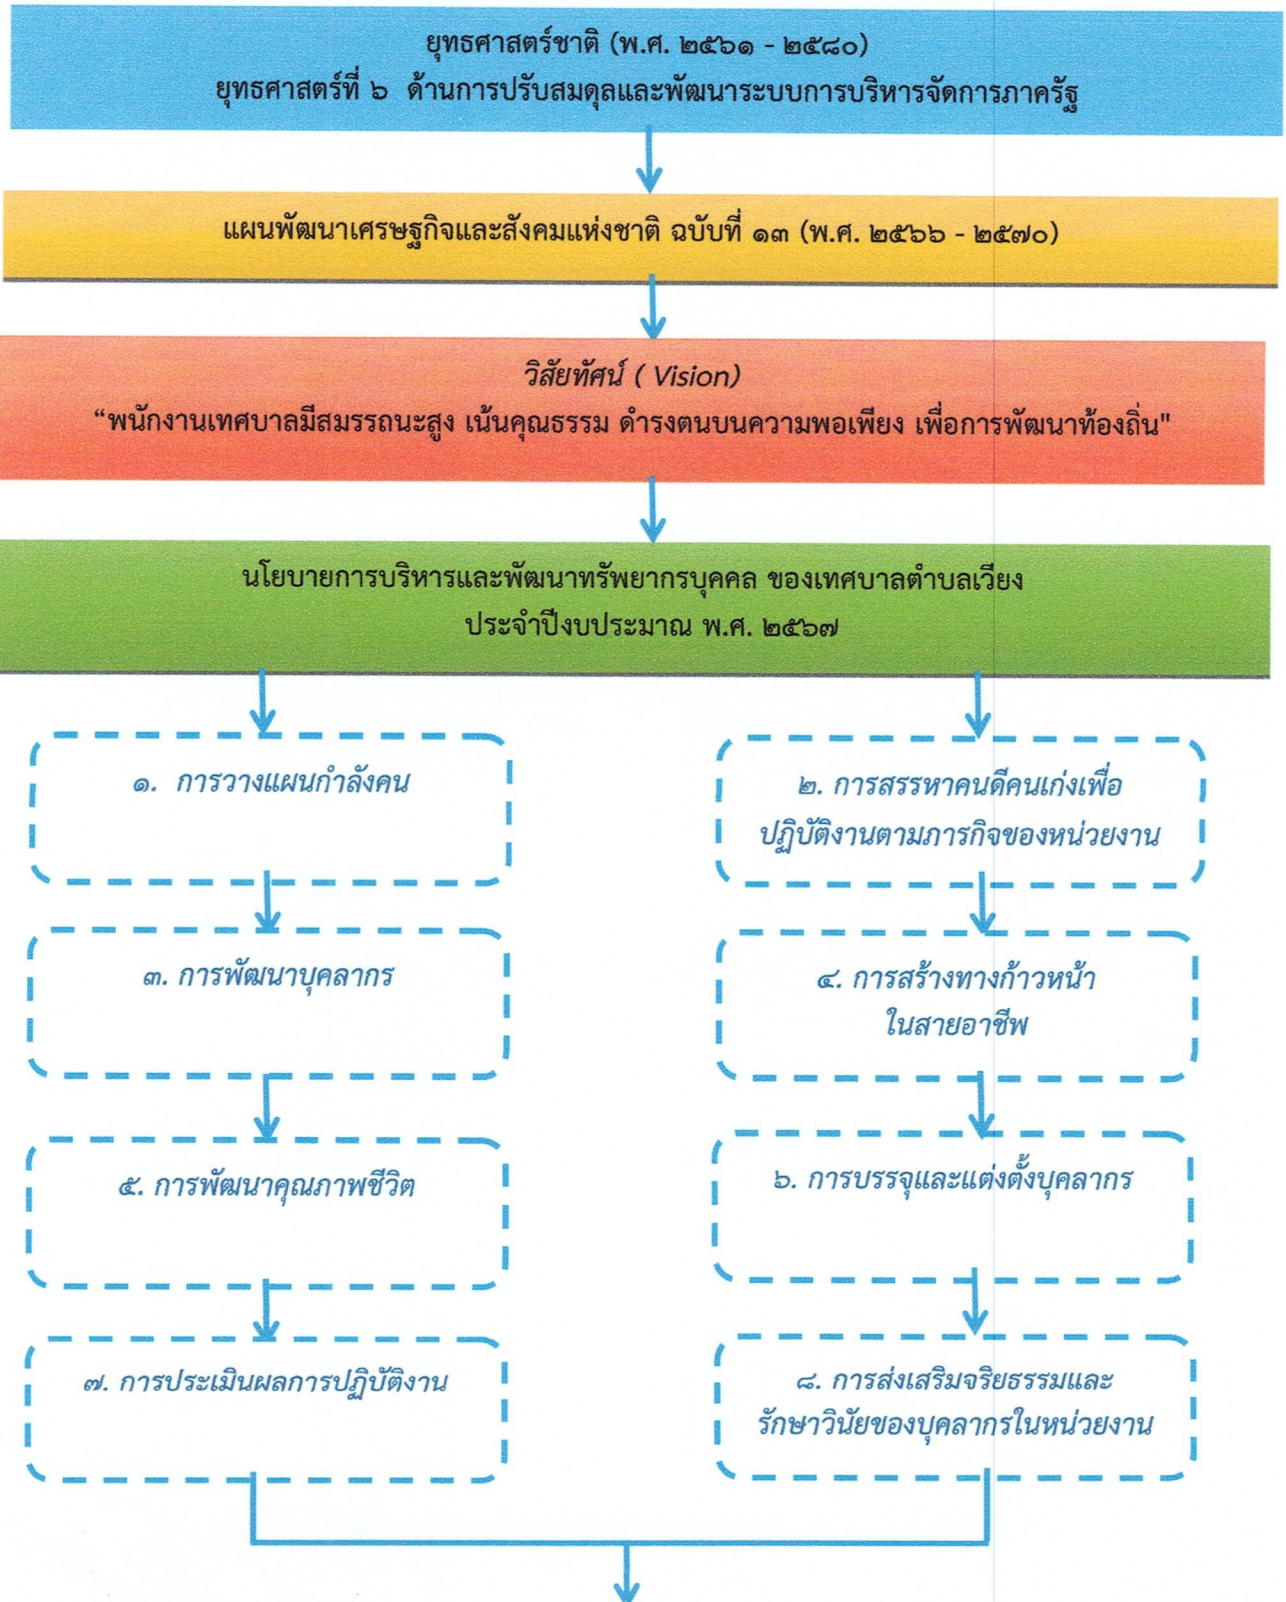 ยุทธศาสตร์ชาติ (พ.ศ. ๒๕๖๑ - ๒๕๘๐)
ยุทธศาสตร์ที่ ๖ ด้านการปรับสมดุลและพัฒนาระบบการบริหารจัดการภาครัฐ
แผนพัฒนาเศรษฐกิจและสังคมแห่งชาติ ฉบับที่ ๑๓ (พ.ศ. ๒๕๖๖ - ๒๕๗๐)
วิสัยทัศน์ ( Vision)
“พนักงานเทศบาลมีสมรรถนะสูง เน้นคุณธรรม ดำรงตนบนความพอเพียง เพื่อการพัฒนาท้องถิ่น"
นโยบายการบริหารและพัฒนาทรัพยากรบุคคล ของเทศบาลตำบลเวียง
ประจำปีงบประมาณ พ.ศ. ๒๕๖๗
๑. การวางแผนกำลังคน
๒. การสรรหาคนดีคนเก่งเพื่อ
ปฏิบัติงานตามภารกิจของหน่วยงาน
๓. การพัฒนาบุคลากร
๔. การสร้างทางก้าวหน้า
ในสายอาชีพ
๕. การพัฒนาคุณภาพชีวิต
๖. การบรรจุและแต่งตั้งบุคลากร
๗. การประเมินผลการปฏิบัติงาน
๘. การส่งเสริมจริยธรรมและ
รักษาวินัยของบุคลากรในหน่วยงาน